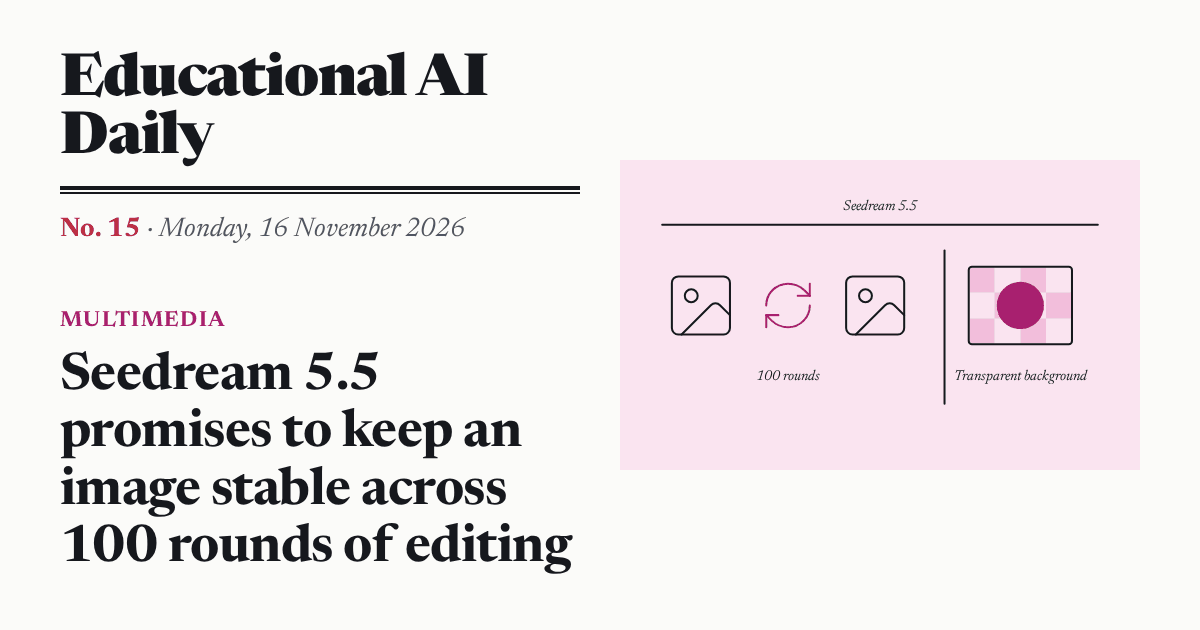 Educational AI
Daily
No. 15 · Monday, 16 November 2026
MULTIMEDIA
Seedream 5.5
promises to keep an
image stable across
100 rounds of editing
Seedream 5.5
100 rounds
Transparent background